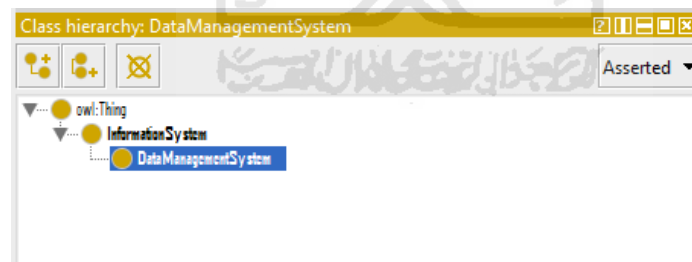 Class hierarchy: DataManagementSystem
Asserted
owl:Thing
InformationSystem
DataManagementSystem